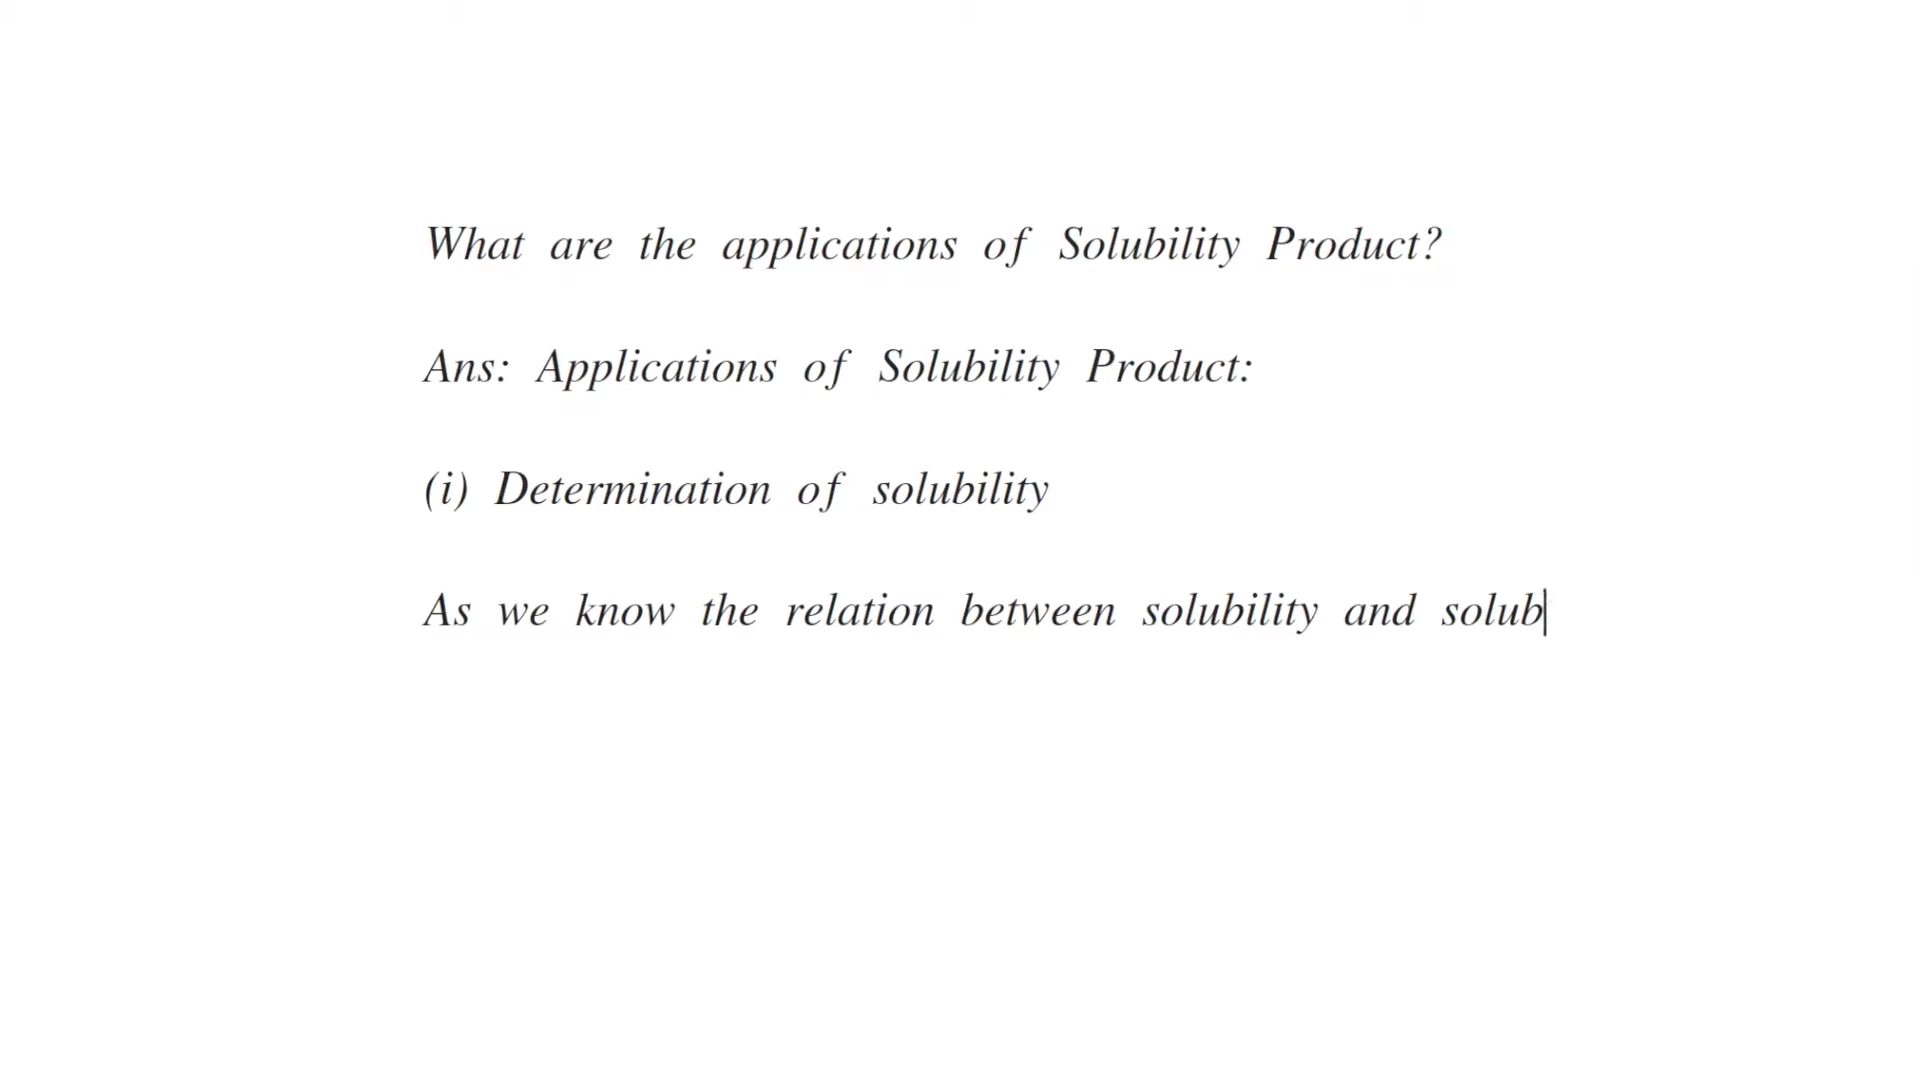 What are the applications of Solubility Product?
Ans: Applications of Solubility Product:
(i) Determination of solubility
As we know the relation between solubility and solub